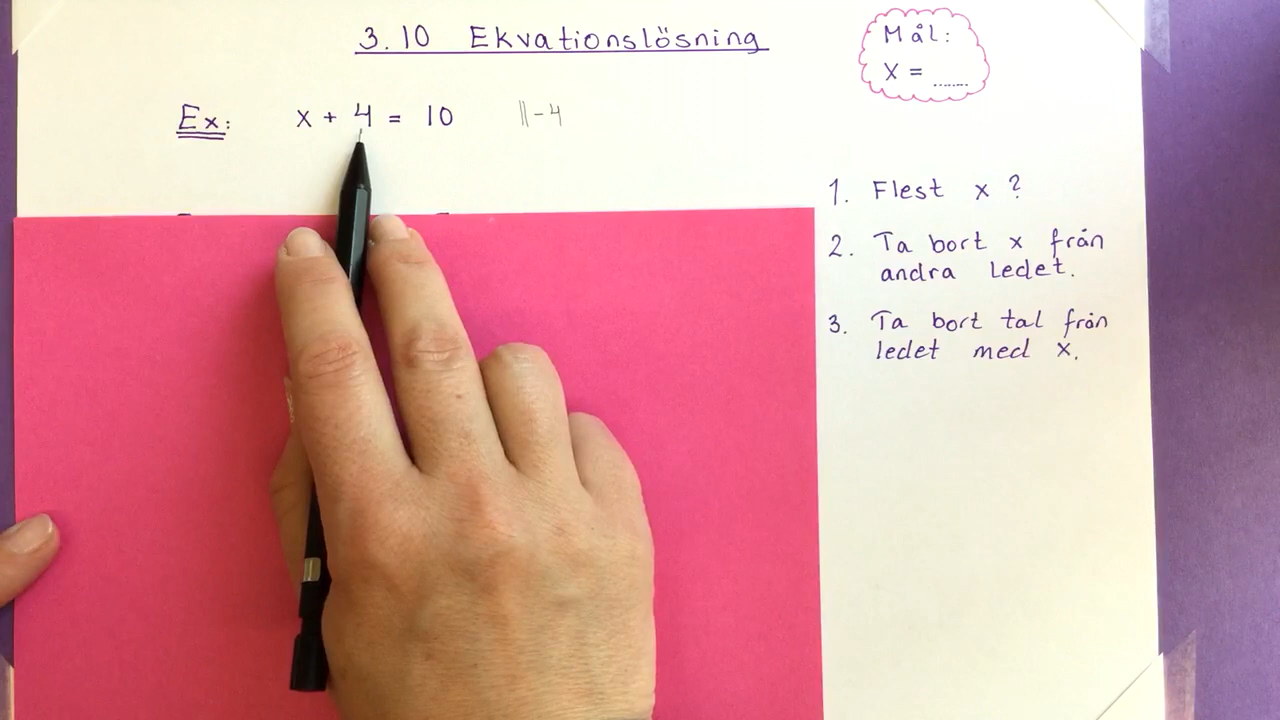 3.10 Ekvationslösning
Mål:
x = ......
Ex: x + 4 = 10 ||-4
1. Flest x ?
2. Ta bort x från
andra ledet.
3. Ta bort tal från
ledet med x.